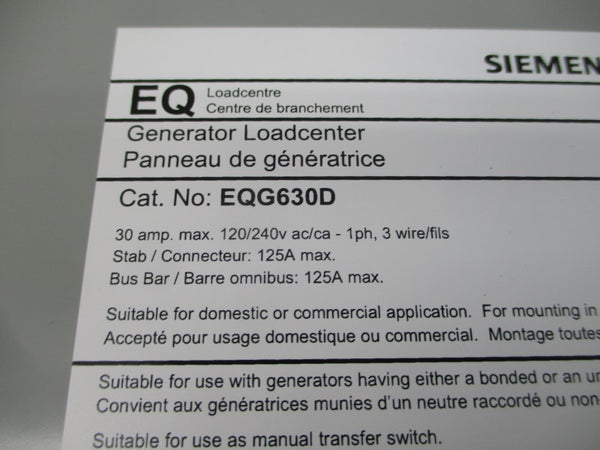 SIEMEN
EQ Loadcentre
Centre de branchement
Generator Loadcenter
Panneau de génératrice
Cat. No: EQG630D
30 amp. max. 120/240v ac/ca - 1ph, 3 wire/fils
Stab / Connecteur: 125A max.
Bus Bar / Barre omnibus: 125A max.
Suitable for domestic or commercial application. For mounting in
Accepté pour usage domestique ou commercial. Montage toutes
Suitable for use with generators having either a bonded or an un
Convient aux génératrices munies d'un neutre raccordé ou non-
Suitable for use as manual transfer switch.